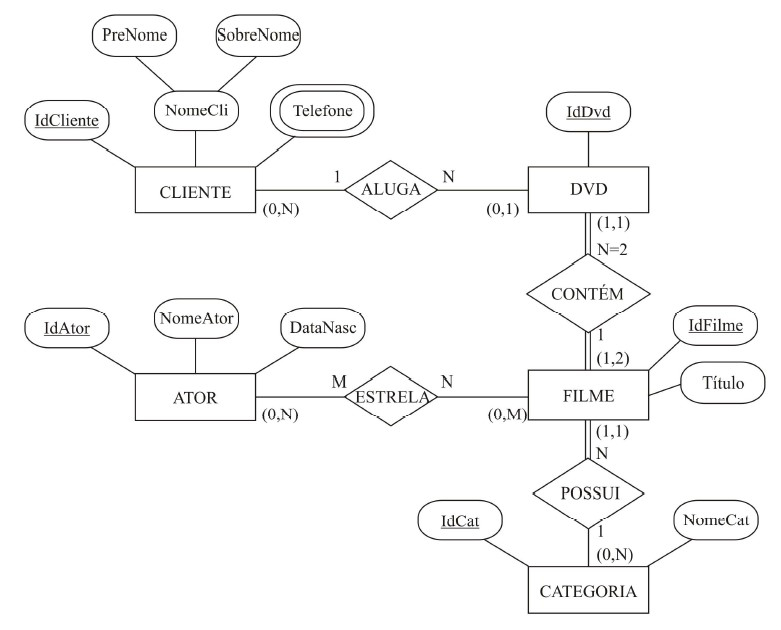 PreNome
SobreNome
NomeCli
Telefone
IdCliente
IdDvd
CLIENTE
1
ALUGA
N
DVD
(0,N)
(0,1)
(1,1)
N=2
CONTÉM
1
(1,2)
IdAtor
NomeAtor
DataNasc
IdFilme
Título
ATOR
M
ESTRELA
N
FILME
(0,N)
(0,M)
(1,1)
N
POSSUI
1
(0,N)
IdCat
NomeCat
CATEGORIA